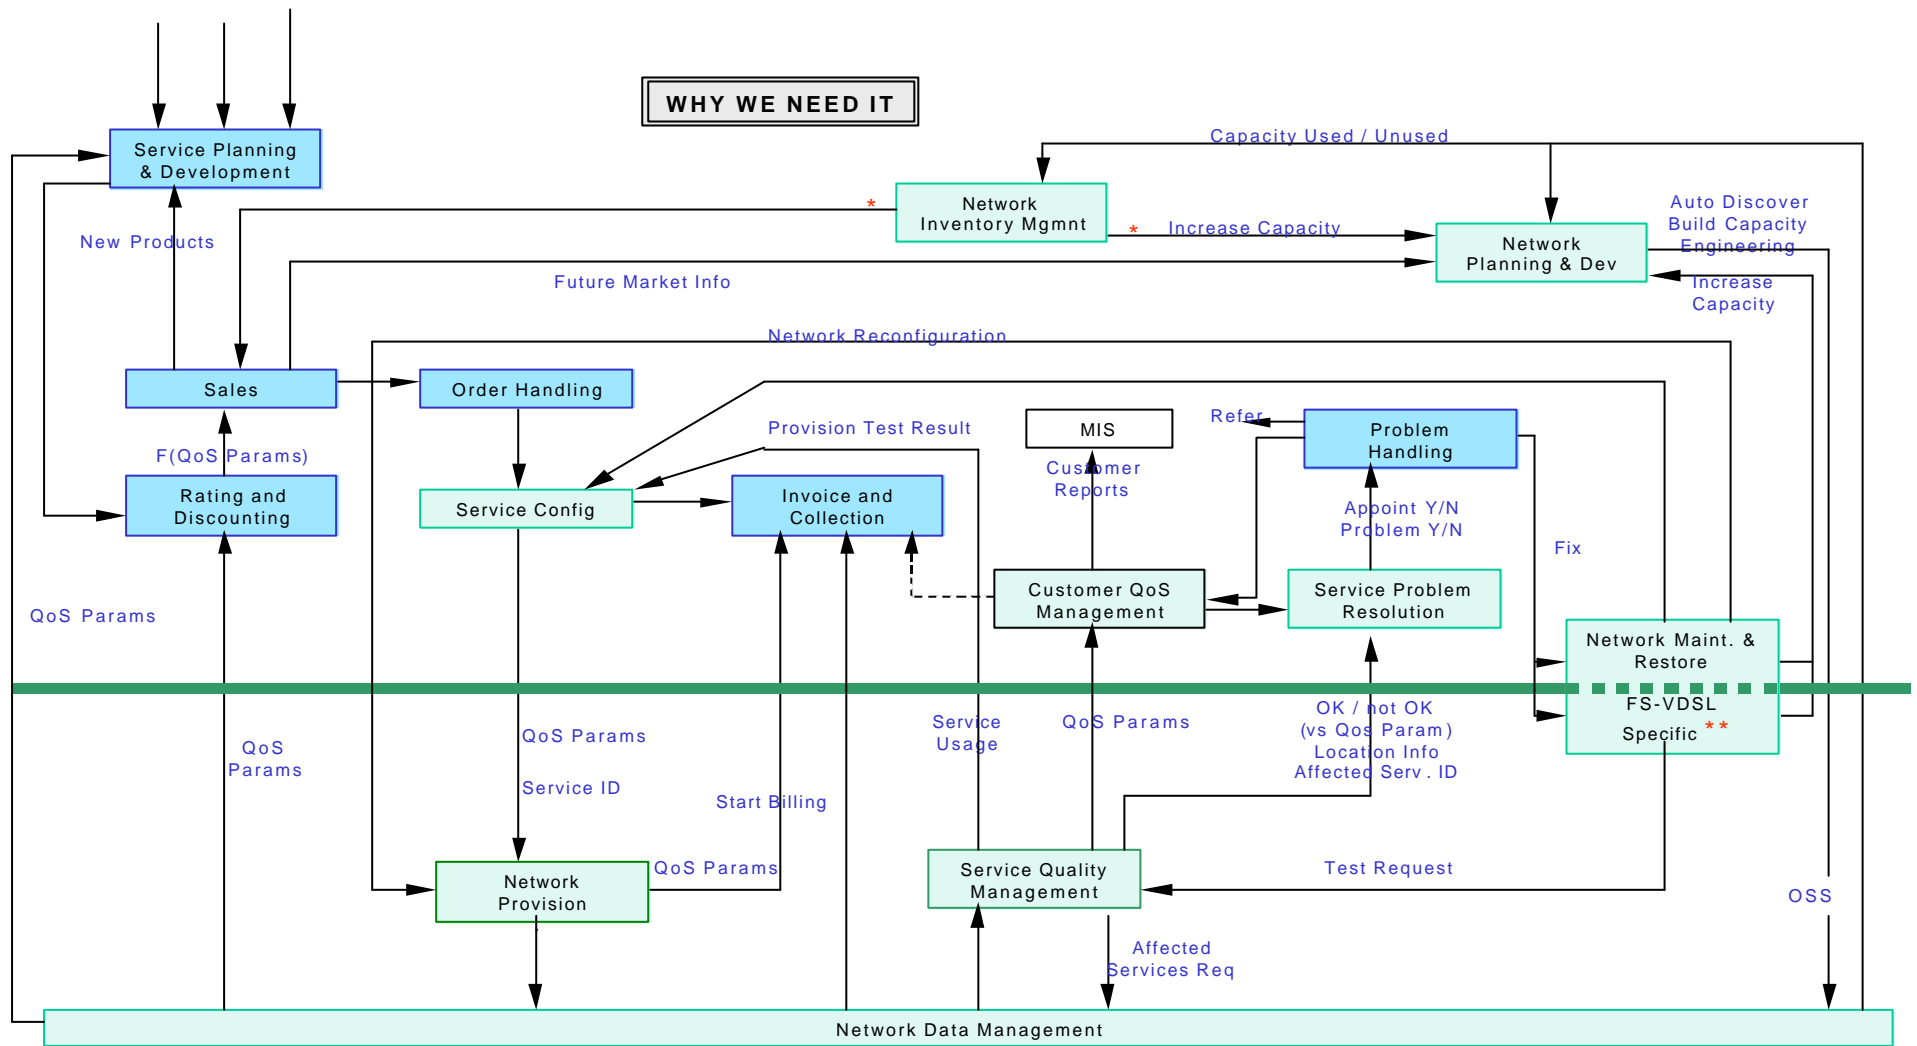 WHY WE NEED IT
Capacity Used / Unused
Service Planning
& Development
Network
Inventory Mgmnt
*
*
Increase Capacity
Auto Discover
Build Capacity
Engineering
New Products
Network
Planning & Dev
Future Market Info
Increase
Capacity
Network Reconfiguration
Sales
Order Handling
Refer
Provision Test Result
MIS
Problem
Handling
F(QoS Params)
Customer
Reports
Rating and
Discounting
Service Config
Invoice and
Collection
Appoint Y/N
Problem Y/N
Fix
Customer QoS
Management
Service Problem
Resolution
QoS Params
Network Maint. &
Restore
FS-VDSL
Specific **
QoS
Params
QoS Params
Service
Usage
QoS Params
OK / not OK
(vs Qos Param)
Location Info
Affected Serv. ID
Service ID
Start Billing
QoS Params
Network
Provision
Service Quality
Management
Test Request
OSS
Affected
Services Req
Network Data Management